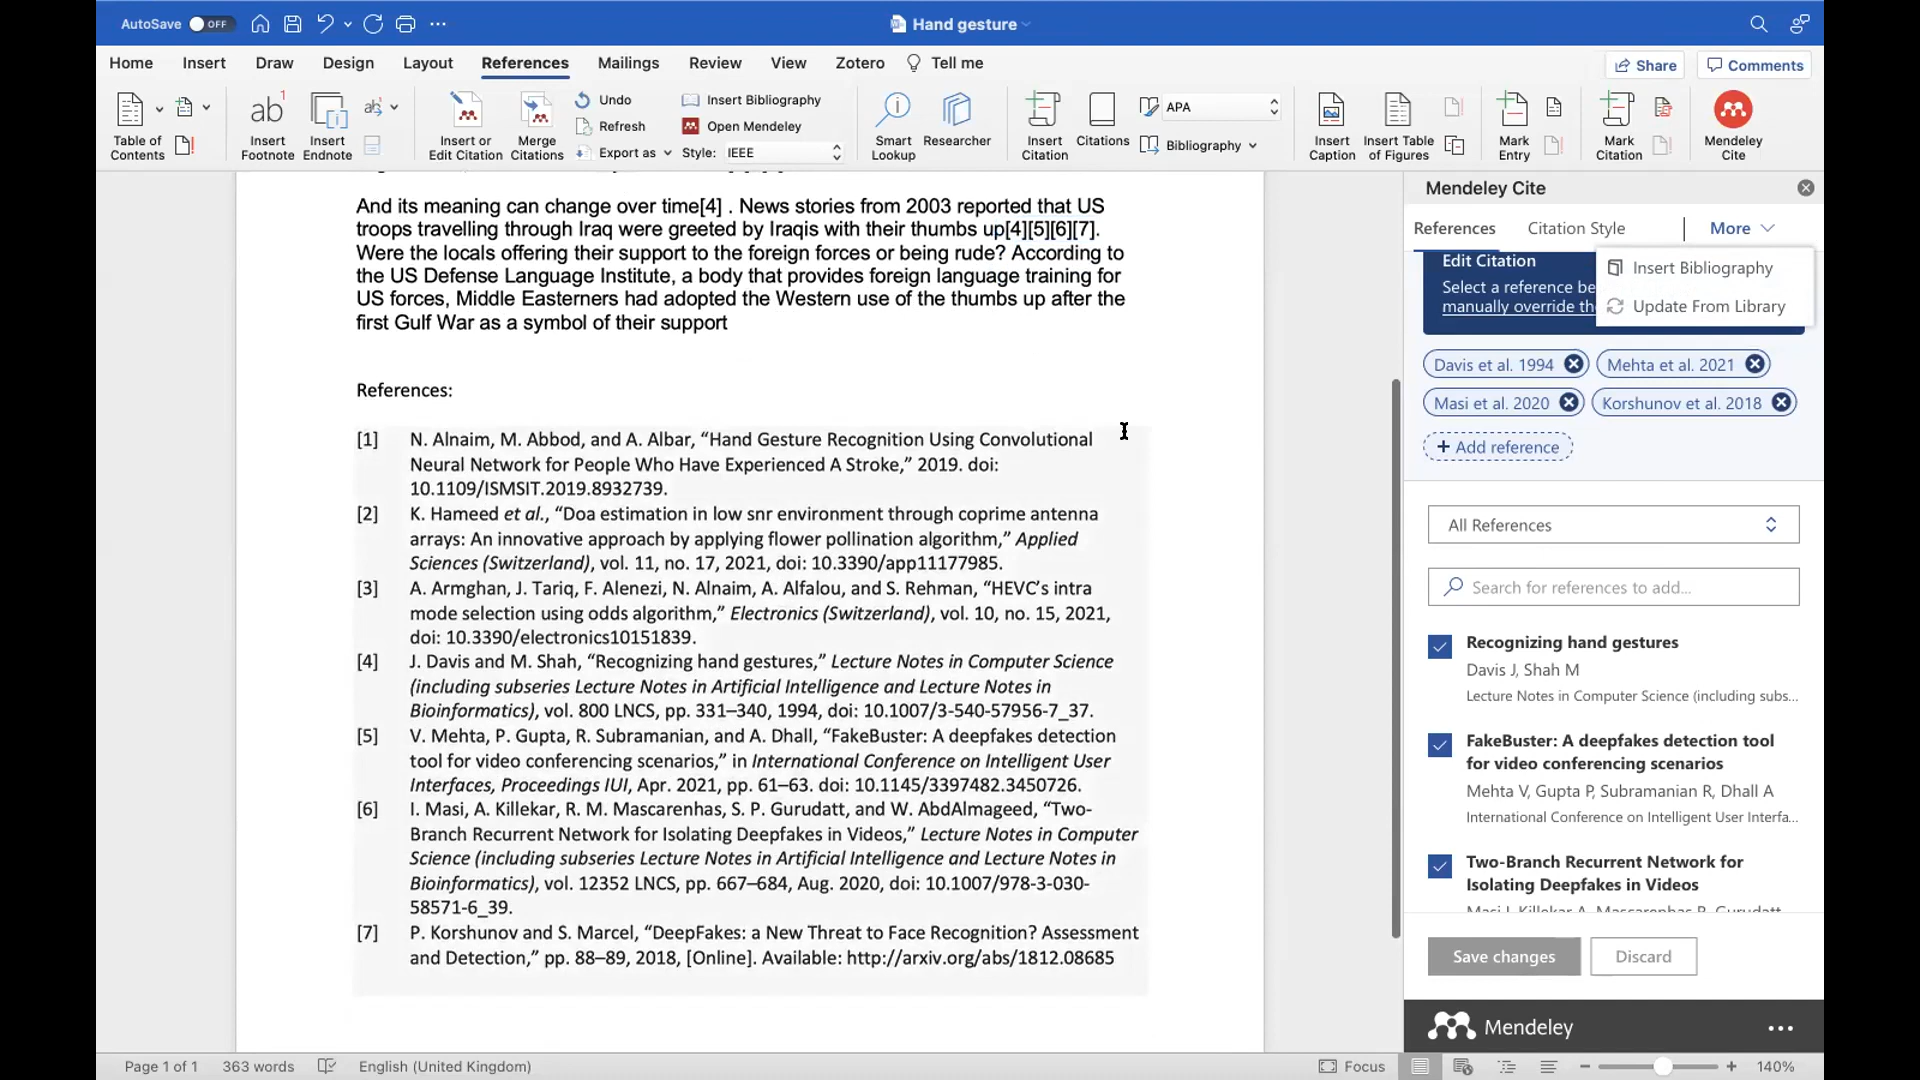 AutoSave OFF Hand gesture
Home Insert Draw Design Layout References Mailings Review View Zotero Tell me Share Comments
Table of Contents
Insert Footnote
Insert Endnote
ab
Insert or Edit Citation
Merge Citations
Undo
Refresh
Export as
Insert Bibliography
Open Mendeley
Style: IEEE
Smart Lookup
Researcher
Insert Citation
Citations
APA
Bibliography
Insert Caption
Insert Table of Figures
Mark Entry
Mark Citation
Mendeley Cite
And its meaning can change over time[4] . News stories from 2003 reported that US
troops travelling through Iraq were greeted by Iraqis with their thumbs up[4][5][6][7].
Were the locals offering their support to the foreign forces or being rude? According to
the US Defense Language Institute, a body that provides foreign language training for
US forces, Middle Easterners had adopted the Western use of the thumbs up after the
first Gulf War as a symbol of their support
References:
[1] N. Alnaim, M. Abbod, and A. Albar, “Hand Gesture Recognition Using Convolutional
Neural Network for People Who Have Experienced A Stroke,” 2019. doi:
10.1109/ISMSIT.2019.8932739.
[2] K. Hameed et al., “Doa estimation in low snr environment through coprime antenna
arrays: An innovative approach by applying flower pollination algorithm,” Applied
Sciences (Switzerland), vol. 11, no. 17, 2021, doi: 10.3390/app11177985.
[3] A. Armghan, J. Tariq, F. Alenezi, N. Alnaim, A. Alfalou, and S. Rehman, “HEVC’s intra
mode selection using odds algorithm,” Electronics (Switzerland), vol. 10, no. 15, 2021,
doi: 10.3390/electronics10151839.
[4] J. Davis and M. Shah, “Recognizing hand gestures,” Lecture Notes in Computer Science
(including subseries Lecture Notes in Artificial Intelligence and Lecture Notes in
Bioinformatics), vol. 800 LNCS, pp. 331–340, 1994, doi: 10.1007/3-540-57956-7_37.
[5] V. Mehta, P. Gupta, R. Subramanian, and A. Dhall, “FakeBuster: A deepfakes detection
tool for video conferencing scenarios,” in International Conference on Intelligent User
Interfaces, Proceedings IUI, Apr. 2021, pp. 61–63. doi: 10.1145/3397482.3450726.
[6] I. Masi, A. Killekar, R. M. Mascarenhas, S. P. Gurudatt, and W. AbdAlmageed, “Two-
Branch Recurrent Network for Isolating Deepfakes in Videos,” Lecture Notes in Computer
Science (including subseries Lecture Notes in Artificial Intelligence and Lecture Notes in
Bioinformatics), vol. 12352 LNCS, pp. 667–684, Aug. 2020, doi: 10.1007/978-3-030-
58571-6_39.
[7] P. Korshunov and S. Marcel, “DeepFakes: a New Threat to Face Recognition? Assessment
and Detection,” pp. 88–89, 2018, [Online]. Available: http://arxiv.org/abs/1812.08685
Mendeley Cite
References Citation Style More
Insert Bibliography
Update From Library
Edit Citation
Select a reference be
manually override th
Davis et al. 1994 Mehta et al. 2021
Masi et al. 2020 Korshunov et al. 2018
+ Add reference
All References
Search for references to add...
Recognizing hand gestures
Davis J, Shah M
Lecture Notes in Computer Science (including subs...
FakeBuster: A deepfakes detection tool
for video conferencing scenarios
Mehta V, Gupta P, Subramanian R, Dhall A
International Conference on Intelligent User Interfa...
Two-Branch Recurrent Network for
Isolating Deepfakes in Videos
Masi I, Killekar A, Mascarenhas R, Gurudatt
Save changes Discard
Mendeley
Page 1 of 1 363 words English (United Kingdom) Focus 140%